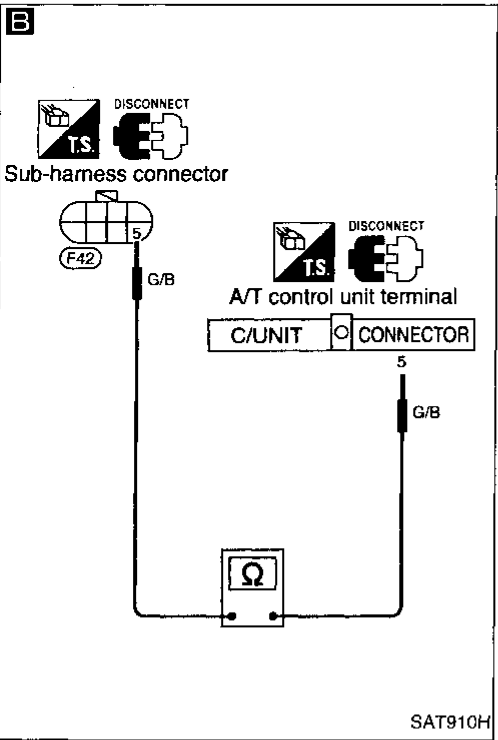 B
DISCONNECT
T.S.
Sub-harness connector
5
F42
G/B
DISCONNECT
T.S.
A/T control unit terminal
C/UNIT CONNECTOR
5
G/B
Ω
SAT910H